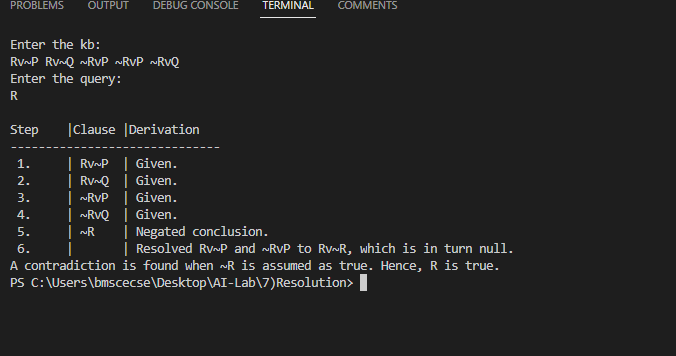 PROBLEMS OUTPUT DEBUG CONSOLE TERMINAL COMMENTS
Enter the kb:
Rv~P Rv~Q ~RvP ~RvP ~RvQ
Enter the query:
R
Step |Clause |Derivation
------------------------------
1. | Rv~P | Given.
2. | Rv~Q | Given.
3. | ~RvP | Given.
4. | ~RvQ | Given.
5. | ~R | Negated conclusion.
6. | | Resolved Rv~P and ~RvP to Rv~R, which is in turn null.
A contradiction is found when ~R is assumed as true. Hence, R is true.
PS C:\Users\bmscecse\Desktop\AI-Lab\7)Resolution>